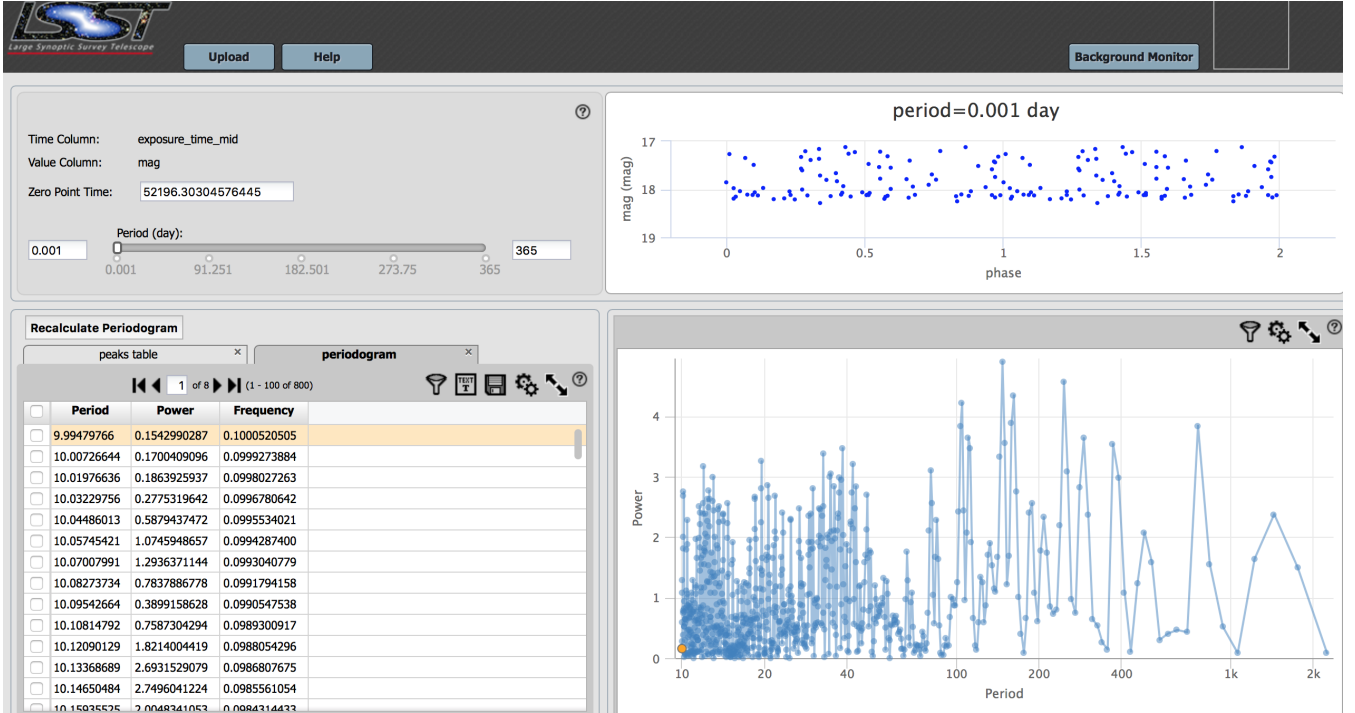 LSST
Large Synoptic Survey Telescope
Upload Help Background Monitor
Time Column: exposure_time_mid
Value Column: mag
Zero Point Time: 52196.30304576445
Period (day):
0.001 365
0.001 91.251 182.501 273.75 365
period=0.001 day
mag (mag)
17
18
19
0 0.5 1 1.5 2
phase
Recalculate Periodogram
peaks table × periodogram ×
1 of 8 (1 - 100 of 800) TEXT T ?
Period Power Frequency
9.99479766 0.1542990287 0.1000520505
10.00726644 0.1700409096 0.0999273884
10.01976636 0.1863925937 0.0998027263
10.03229756 0.2775319642 0.0996780642
10.04486013 0.5879437472 0.0995534021
10.05745421 1.0745948657 0.0994287400
10.07007991 1.2936371144 0.0993040779
10.08273734 0.7837886778 0.0991794158
10.09542664 0.3899158628 0.0990547538
10.10814792 0.7587304294 0.0989300917
10.12090129 1.8214004419 0.0988054296
10.13368689 2.6931529079 0.0986807675
10.14650484 2.7496041224 0.0985561054
10.15935525 2.0048341053 0.0984314433
Power
4
3
2
1
0
10 20 40 100 200 400 1k 2k
Period